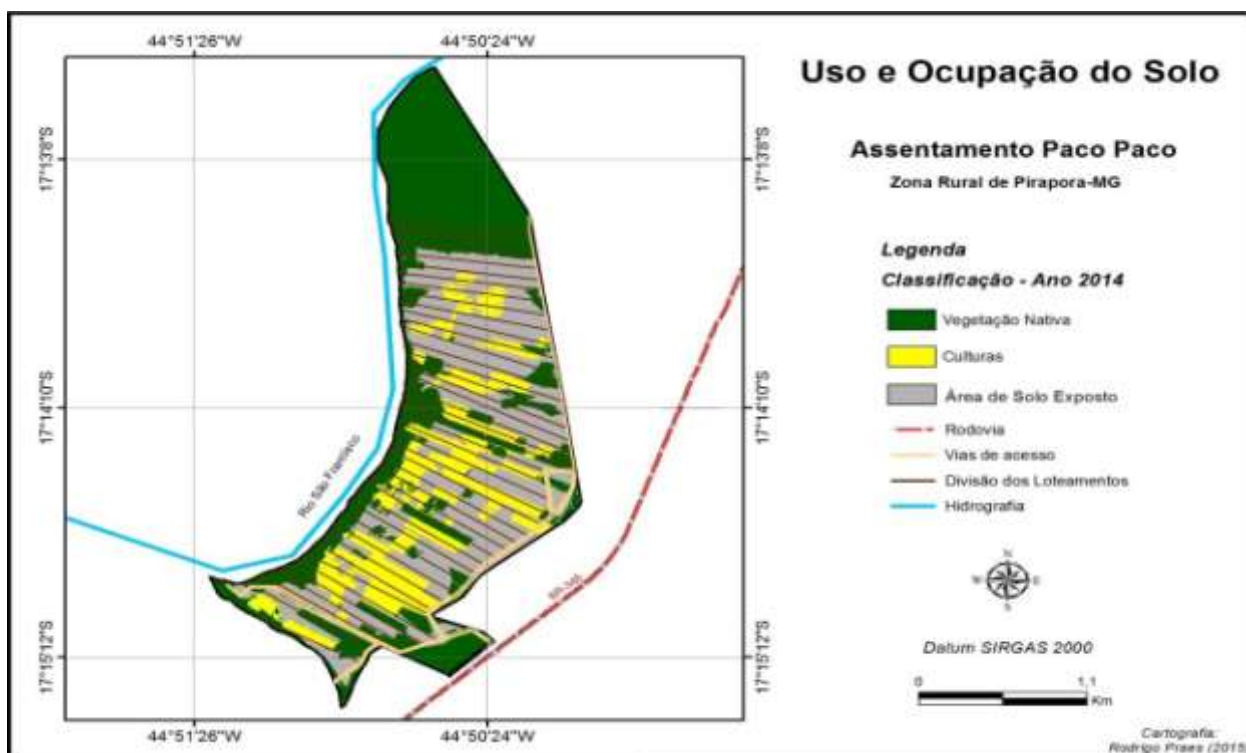 44°51'26"W 44°50'24"W
17°13'8"S 17°13'8"S
17°14'10"S 17°14'10"S
17°15'12"S 17°15'12"S
44°51'26"W 44°50'24"W
Rio São Francisco
Uso e Ocupação do Solo
Assentamento Paco Paco
Zona Rural de Pirapora-MG
Legenda
Classificação - Ano 2014
Vegetação Nativa
Culturas
Área de Solo Exposto
Rodovia
Vias de acesso
Divisão dos Loteamentos
Hidrografia
N
W E
S
Datum SIRGAS 2000
0 1,1
Km
Cartografia:
Rodrigo (2015